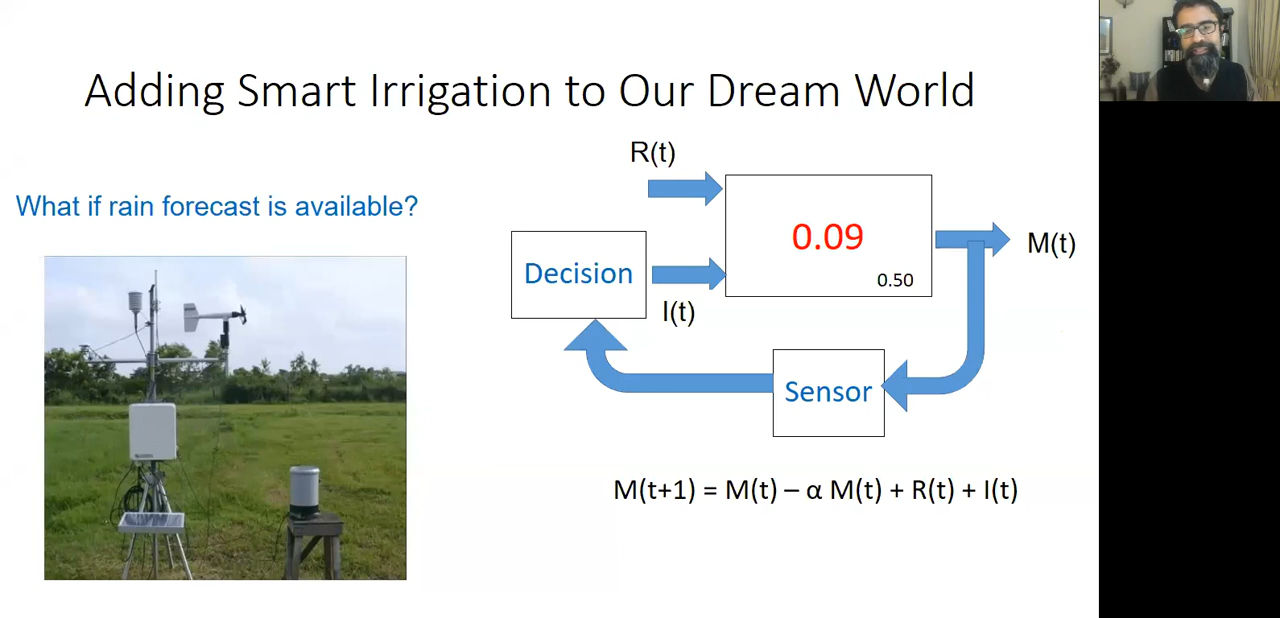 Adding Smart Irrigation to Our Dream World
What if rain forecast is available?
R(t)
0.09
0.50
M(t)
Decision
I(t)
Sensor
M(t+1) = M(t) – α M(t) + R(t) + I(t)